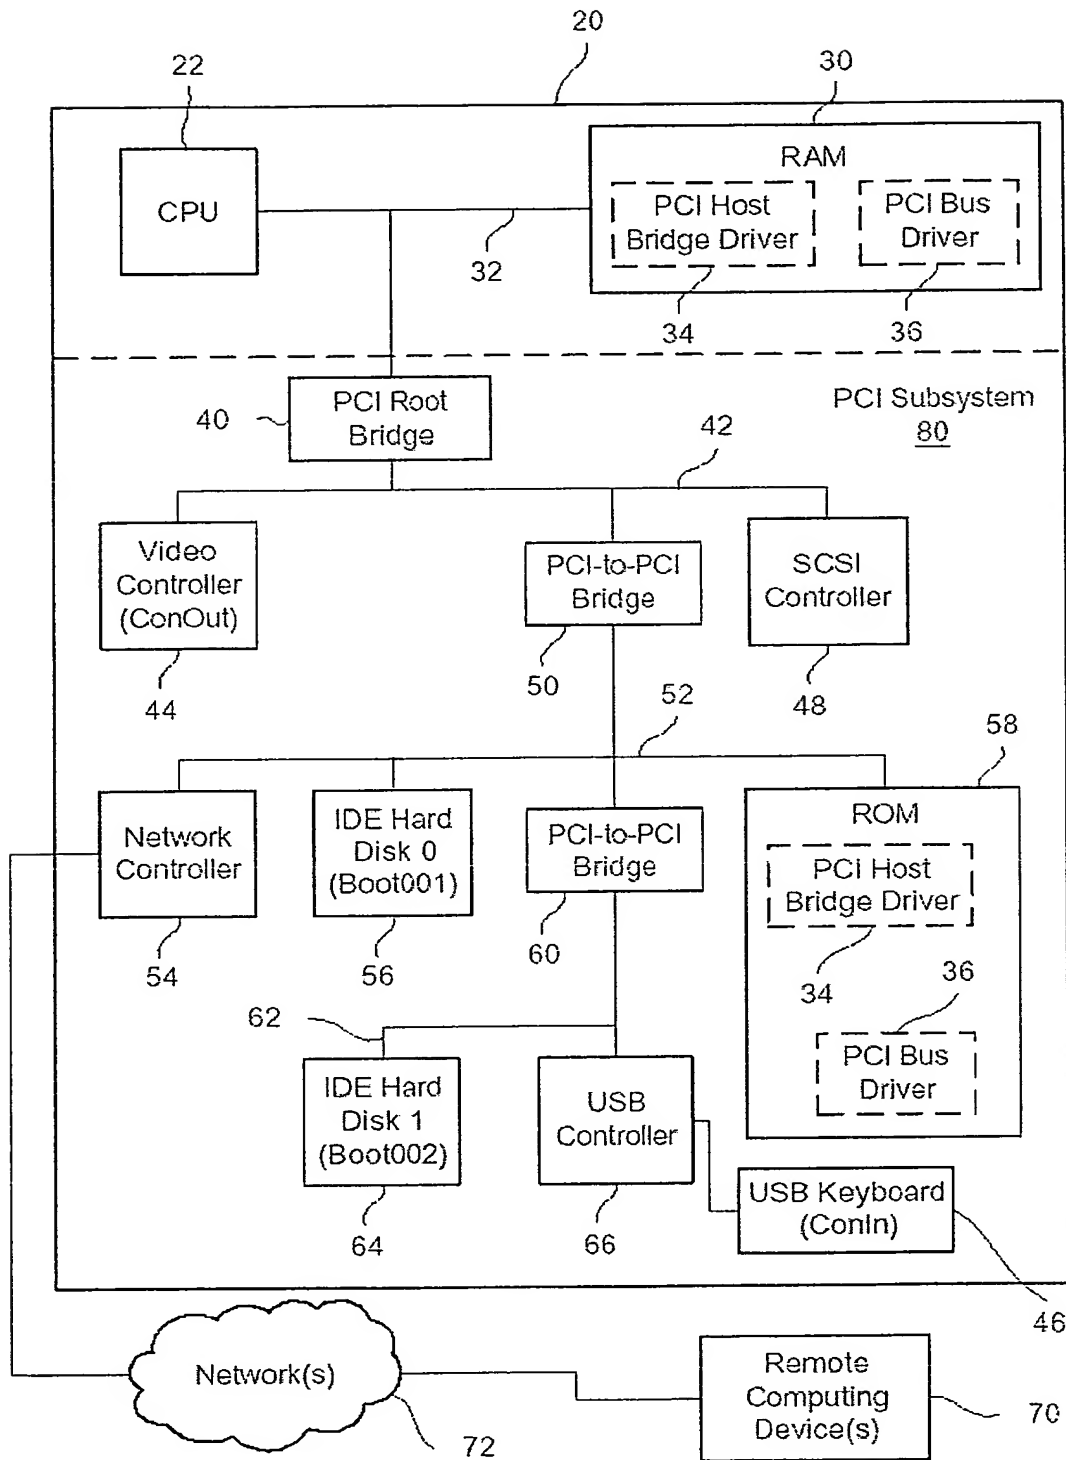 20
22
30
CPU
RAM
PCI Host
Bridge Driver
PCI Bus
Driver
32
34
36
PCI Root
Bridge
40
PCI Subsystem
80
42
Video
Controller
(ConOut)
PCI-to-PCI
Bridge
SCSI
Controller
44
50
48
52
58
Network
Controller
IDE Hard
Disk 0
(Boot001)
PCI-to-PCI
Bridge
ROM
PCI Host
Bridge Driver
54
56
60
34
36
62
PCI Bus
Driver
IDE Hard
Disk 1
(Boot002)
USB
Controller
USB Keyboard
(ConIn)
64
66
46
Network(s)
Remote
Computing
Device(s)
72
70